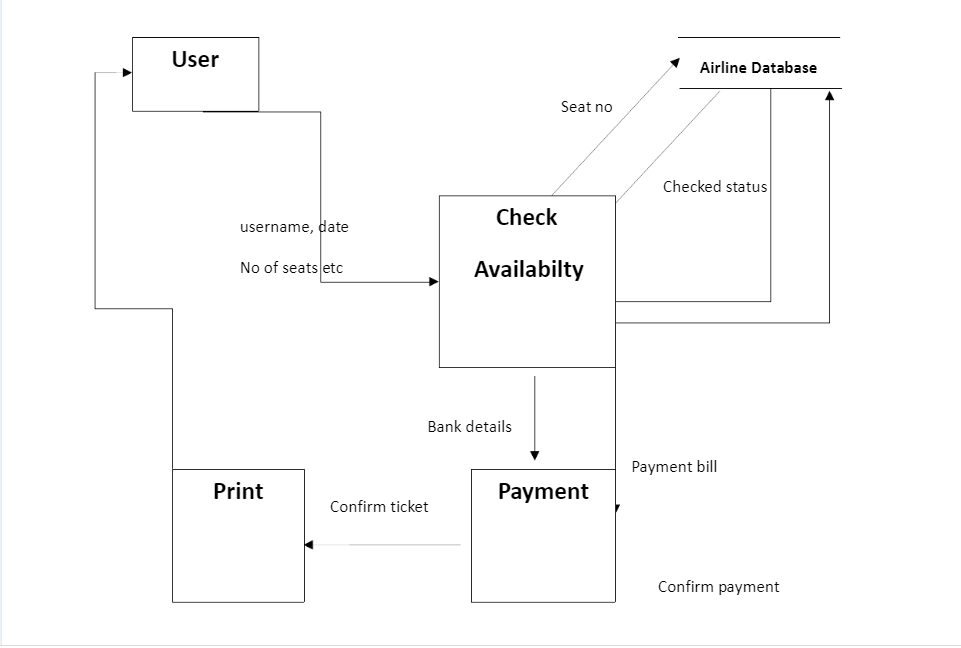 User
Airline Database
Seat no
Checked status
Check
Availabilty
username, date
No of seats etc
Bank details
Payment bill
Print
Payment
Confirm ticket
Confirm payment